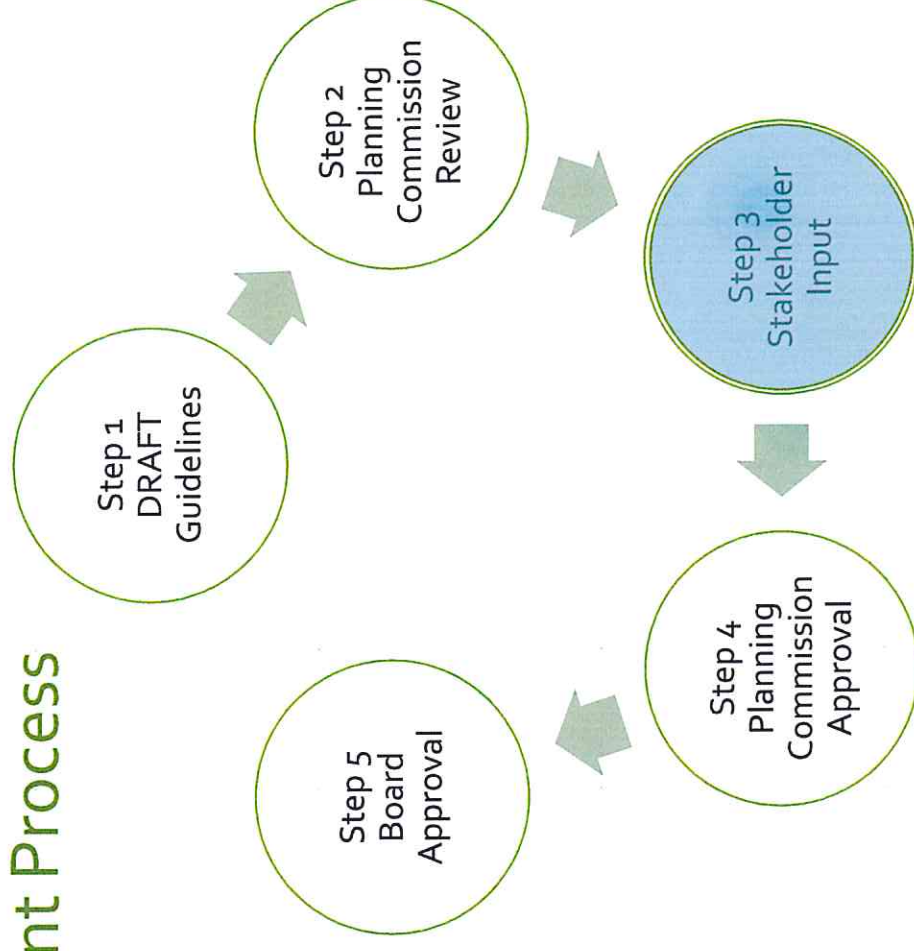 nt Process
Step 1
DRAFT
Guidelines
Step 2
Planning
Commission
Review
Step 3
Stakeholder
Input
Step 4
Planning
Commission
Approval
Step 5
Board
Approval